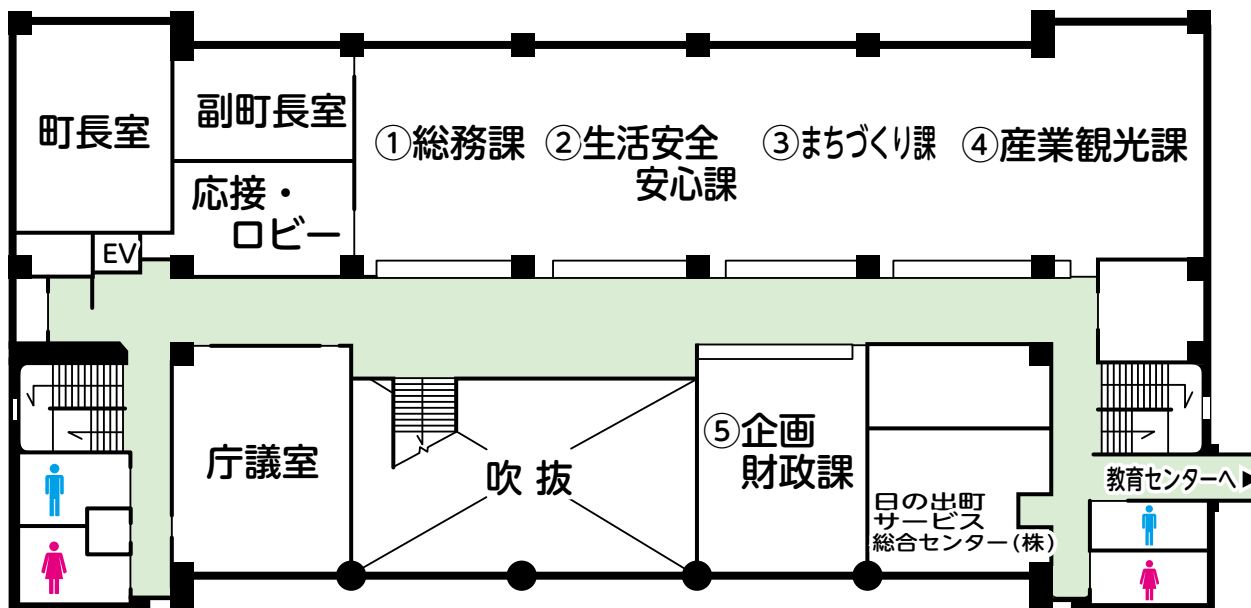 町長室
副町長室
応接・
ロビー
EV
①総務課
②生活安全
安心課
③まちづくり課
④産業観光課
庁議室
吹抜
⑤企画
財政課
日の出町
サービス
総合センター(株)
教育センターへ▶